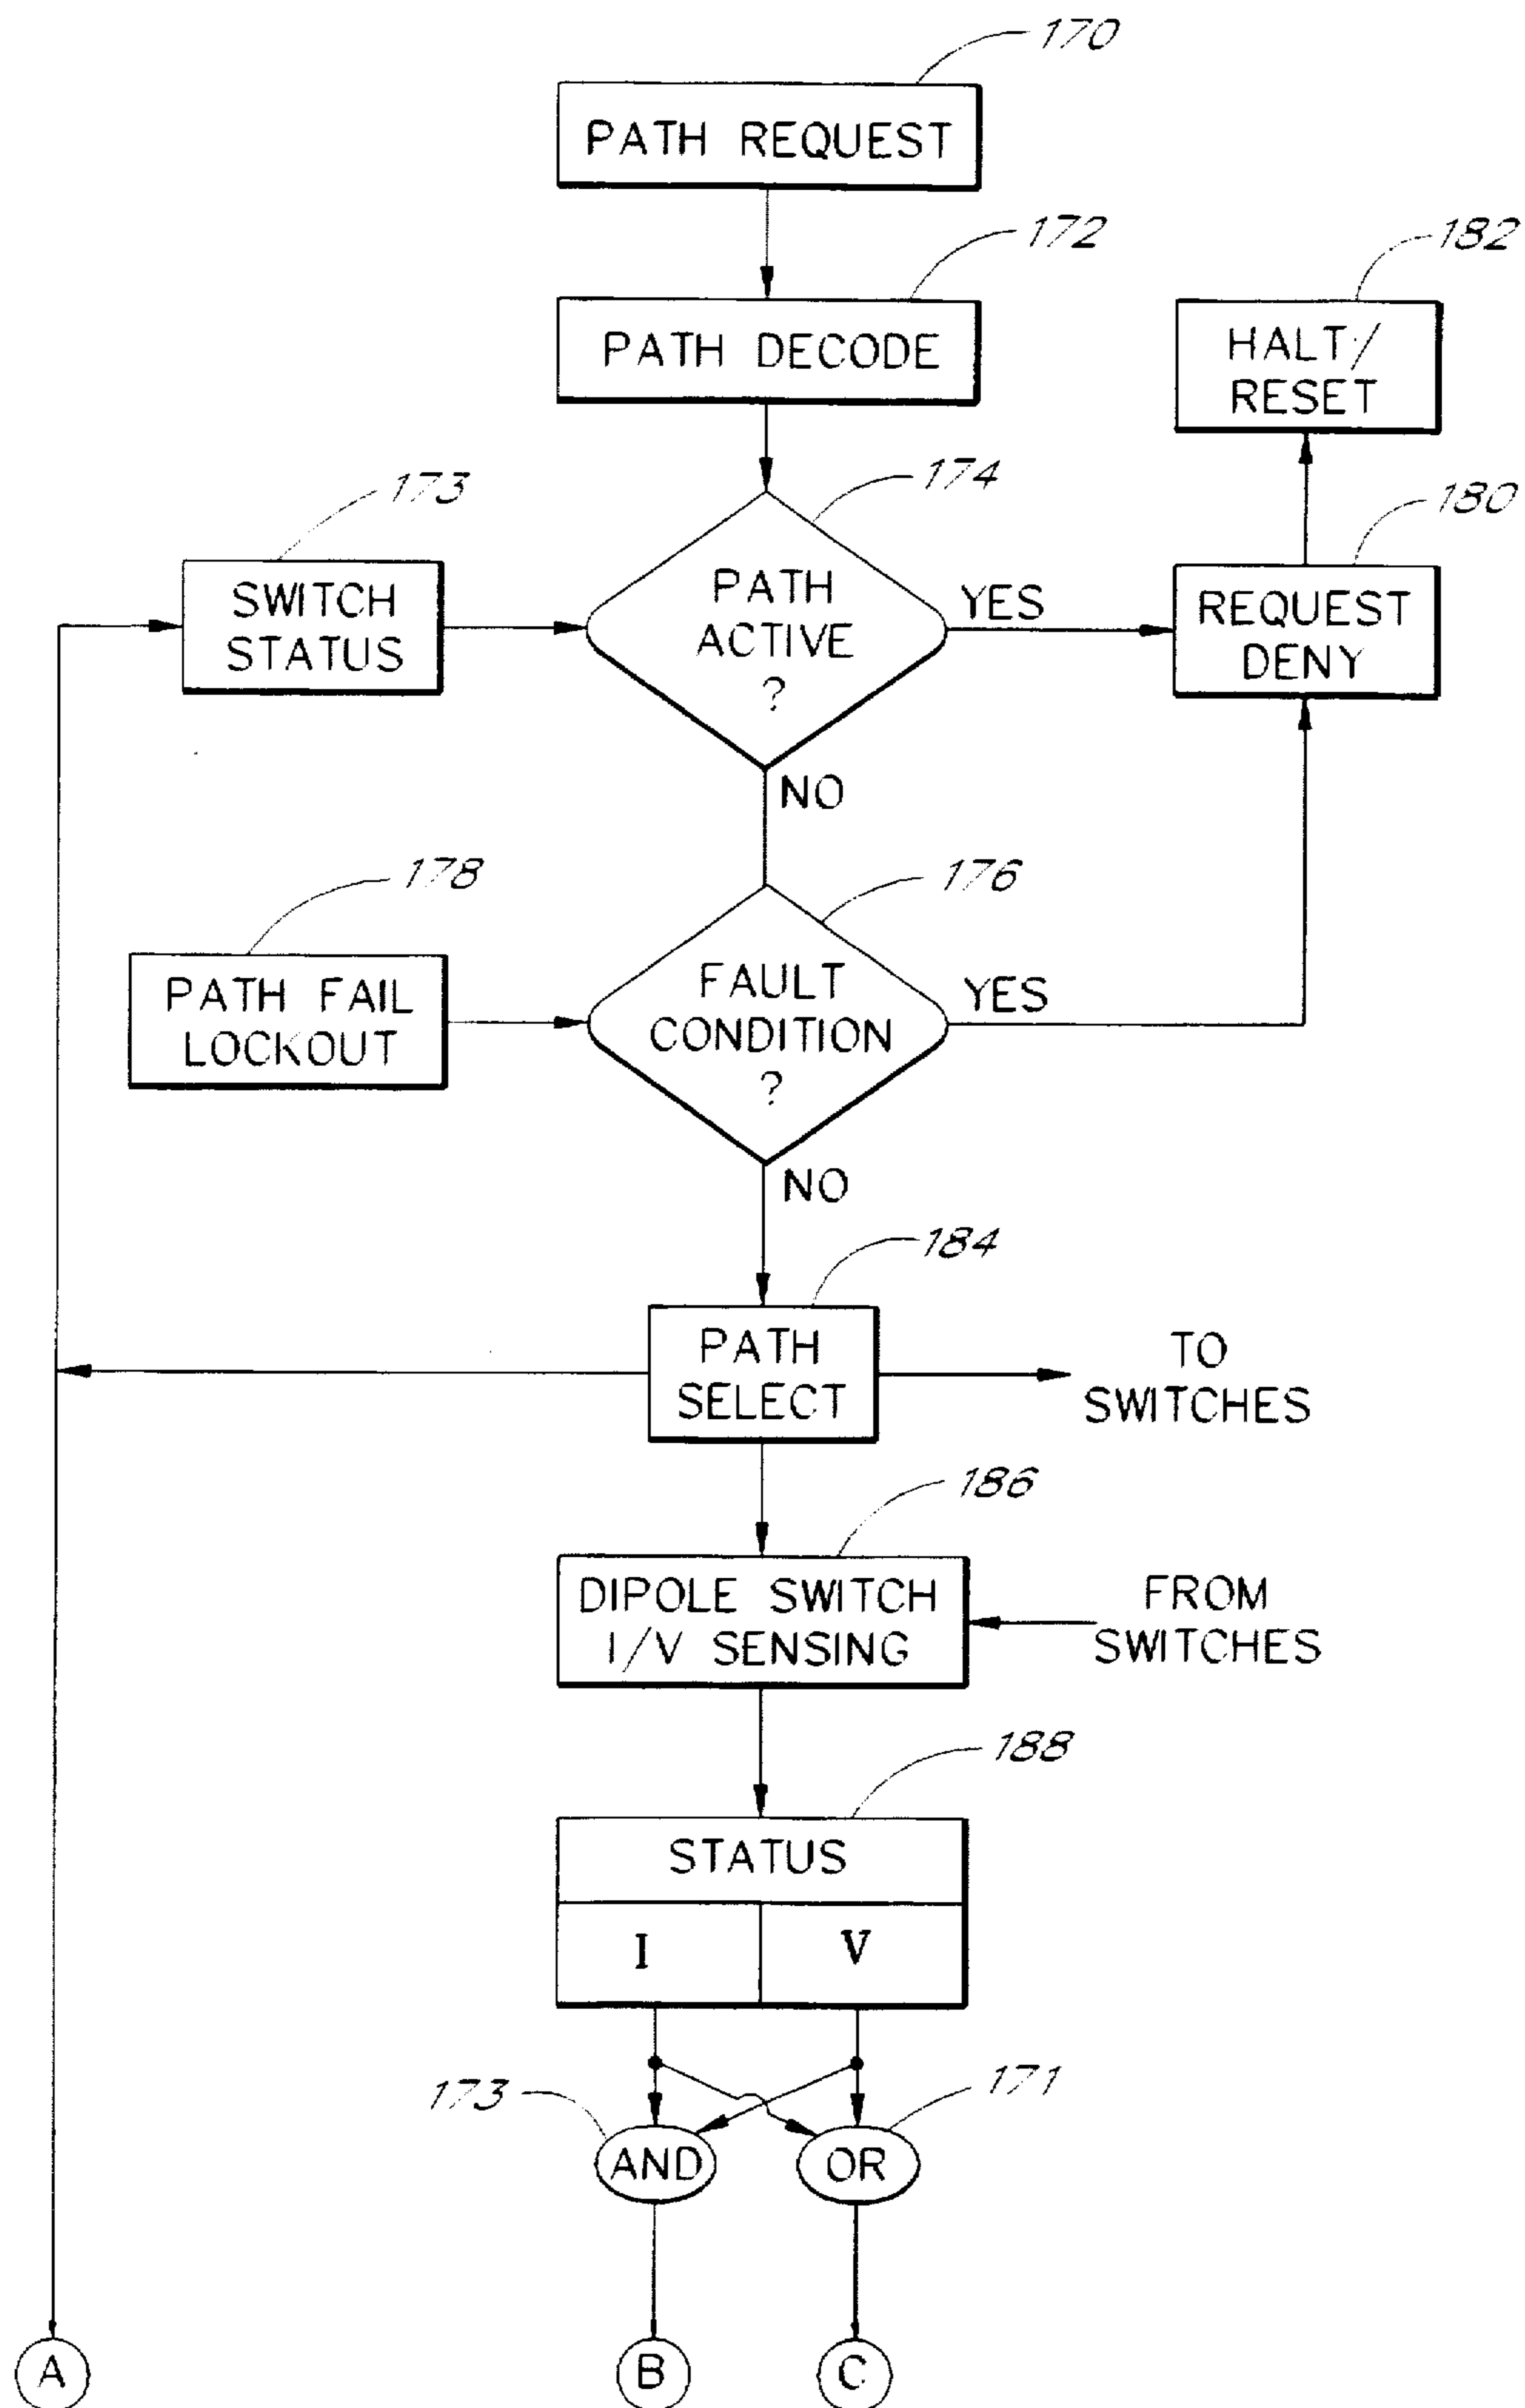 170
PATH REQUEST
172
PATH DECODE
182
HALT/
RESET
173
SWITCH
STATUS
174
PATH
ACTIVE
?
YES
180
REQUEST
DENY
NO
178
PATH FAIL
LOCKOUT
176
FAULT
CONDITION
?
YES
NO
184
PATH
SELECT
TO
SWITCHES
186
DIPOLE SWITCH
I/V SENSING
FROM
SWITCHES
188
STATUS
I
V
173
AND
171
OR
A
B
C